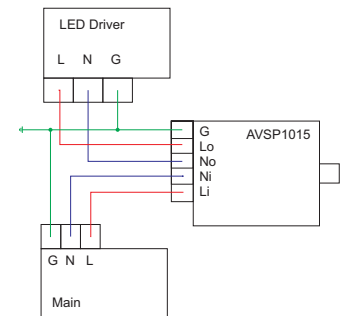 LED Driver
L N G
G AVSP1015
Lo
No
Ni
Li
G N L
Main